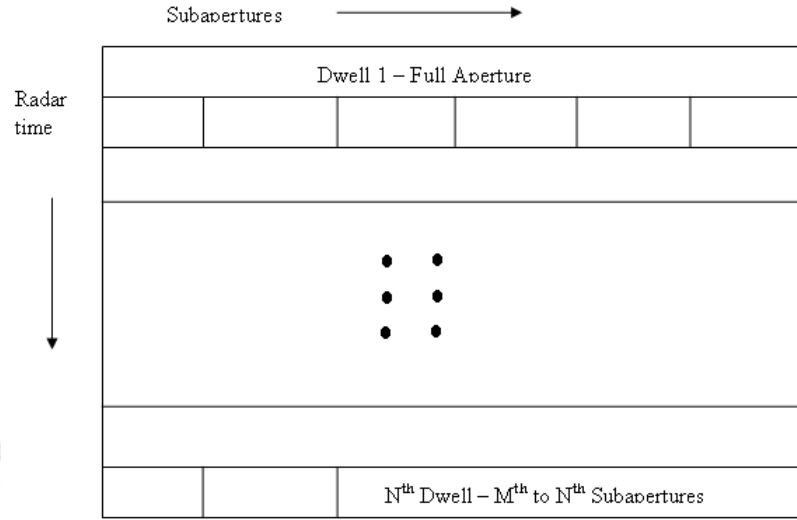 Subapertures
Dwell 1 – Full Aperture
Radar
time
Nth Dwell – Mth to Nth Subapertures